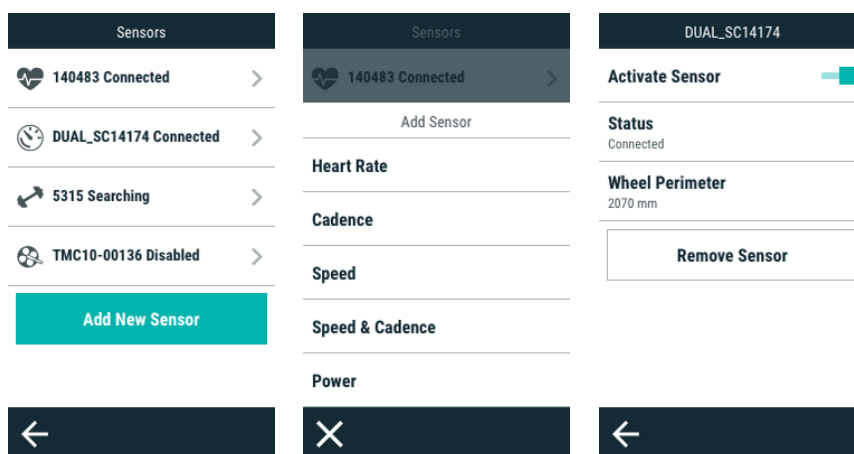 Sensors
140483 Connected
DUAL_SC14174 Connected
5315 Searching
TMC10-00136 Disabled
Add New Sensor
Sensors
140483 Connected
Add Sensor
Heart Rate
Cadence
Speed
Speed & Cadence
Power
DUAL_SC14174
Activate Sensor
Status
Connected
Wheel Perimeter
2070 mm
Remove Sensor